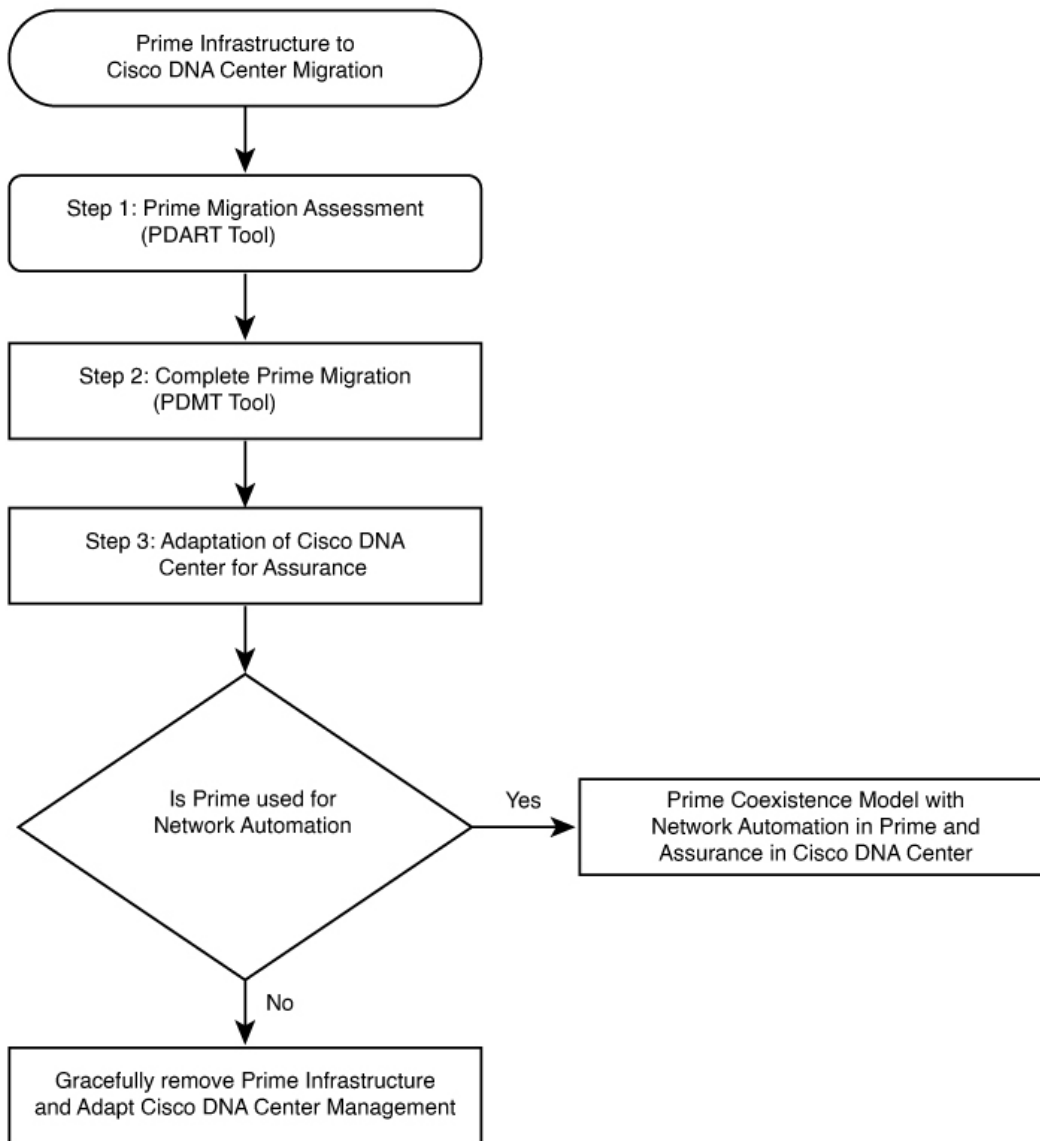 Prime Infrastructure to
Cisco DNA Center Migration
Step 1: Prime Migration Assessment
(PDART Tool)
Step 2: Complete Prime Migration
(PDMT Tool)
Step 3: Adaptation of Cisco DNA
Center for Assurance
Is Prime used for
Network Automation
Yes
Prime Coexistence Model with
Network Automation in Prime and
Assurance in Cisco DNA Center
No
Gracefully remove Prime Infrastructure
and Adapt Cisco DNA Center Management